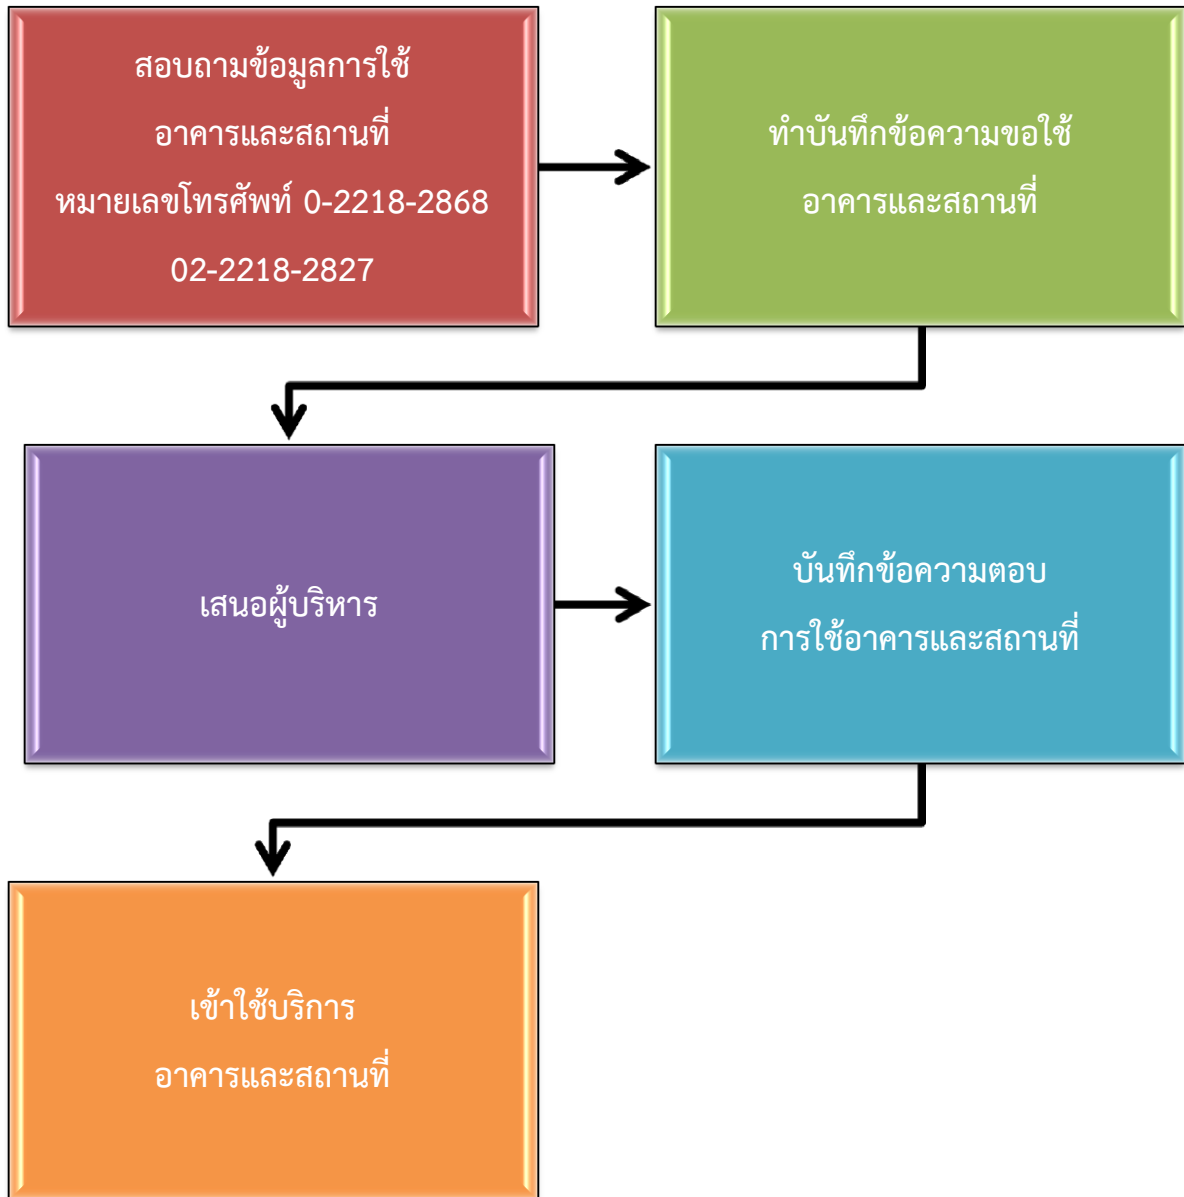 สอบถามข้อมูลการใช้
อาคารและสถานที่
หมายเลขโทรศัพท์ 0-2218-2868
02-2218-2827
ทำบันทึกข้อความขอใช้
อาคารและสถานที่
เสนอผู้บริหาร
บันทึกข้อความตอบ
การใช้อาคารและสถานที่
เข้าใช้บริการ
อาคารและสถานที่